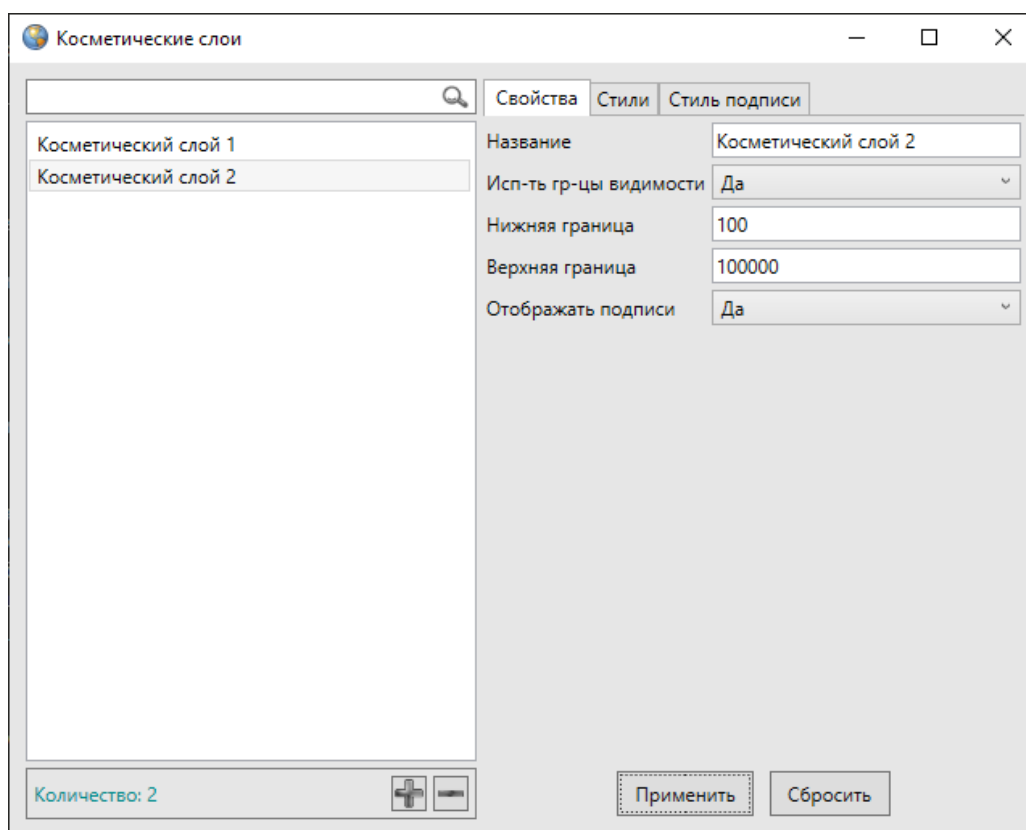 Косметические слои
Косметический слой 1
Косметический слой 2
Количество: 2
Свойства Стили Стиль подписи
Название Косметический слой 2
Исп-ть гр-цы видимости Да
Нижняя граница 100
Верхняя граница 100000
Отображать подписи Да
Применить Сбросить